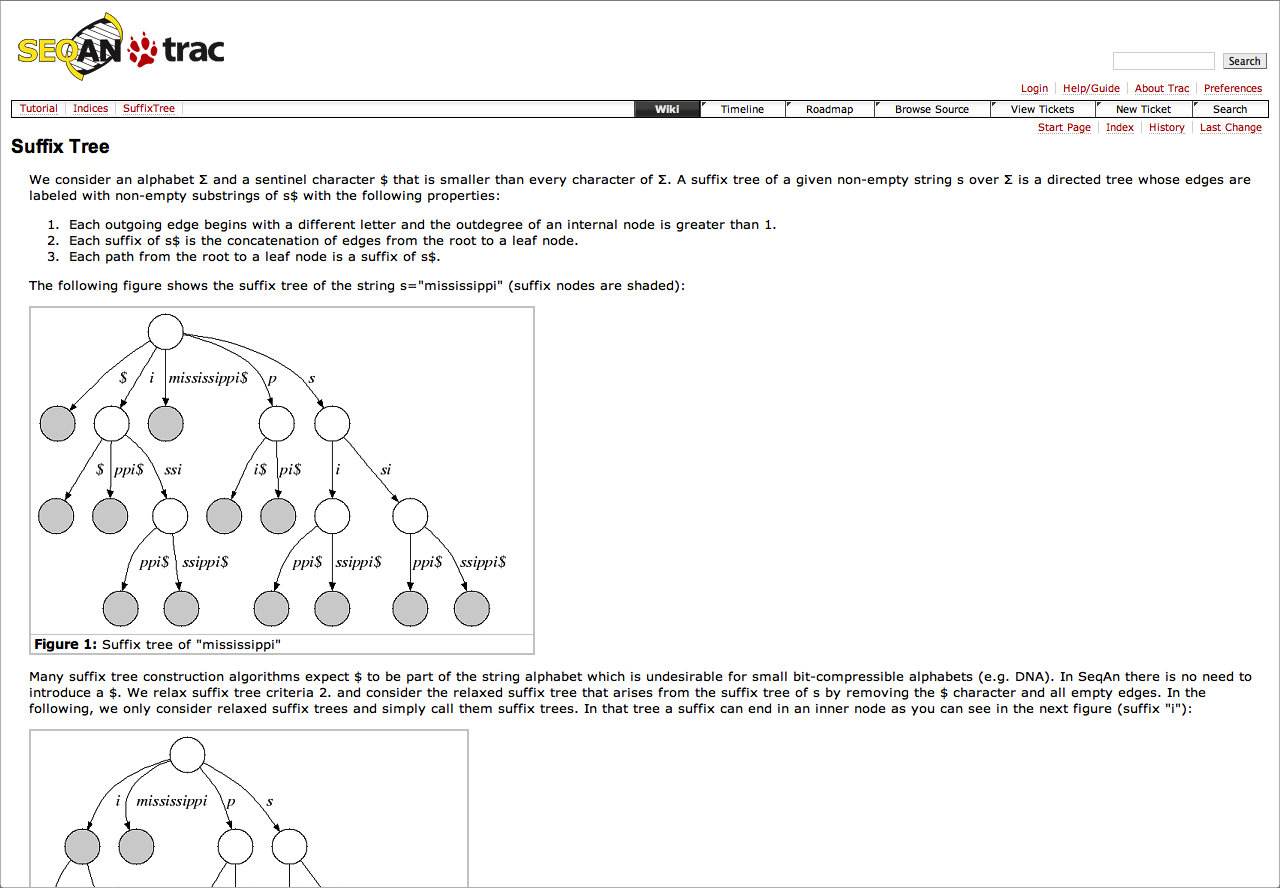 SEQAN trac
Search
Login Help/Guide About Trac Preferences
Tutorial Indices SuffixTree Wiki Timeline Roadmap Browse Source View Tickets New Ticket Search
Start Page Index History Last Change
Suffix Tree
We consider an alphabet Σ and a sentinel character $ that is smaller than every character of Σ. A suffix tree of a given non-empty string s over Σ is a directed tree whose edges are
labeled with non-empty substrings of s$ with the following properties:
1. Each outgoing edge begins with a different letter and the outdegree of an internal node is greater than 1.
2. Each suffix of s$ is the concatenation of edges from the root to a leaf node.
3. Each path from the root to a leaf node is a suffix of s$.
The following figure shows the suffix tree of the string s="mississippi" (suffix nodes are shaded):
$ i mississippi$ p s
$ ppi$ ssi i$ pi$ i si
ppi$ ssippi$ ppi$ ssippi$ ppi$ ssippi$
Figure 1: Suffix tree of "mississippi"
Many suffix tree construction algorithms expect $ to be part of the string alphabet which is undesirable for small bit-compressible alphabets (e.g. DNA). In SeqAn there is no need to
introduce a $. We relax suffix tree criteria 2. and consider the relaxed suffix tree that arises from the suffix tree of s by removing the $ character and all empty edges. In the
following, we only consider relaxed suffix trees and simply call them suffix trees. In that tree a suffix can end in an inner node as you can see in the next figure (suffix "i"):
i mississippi p s